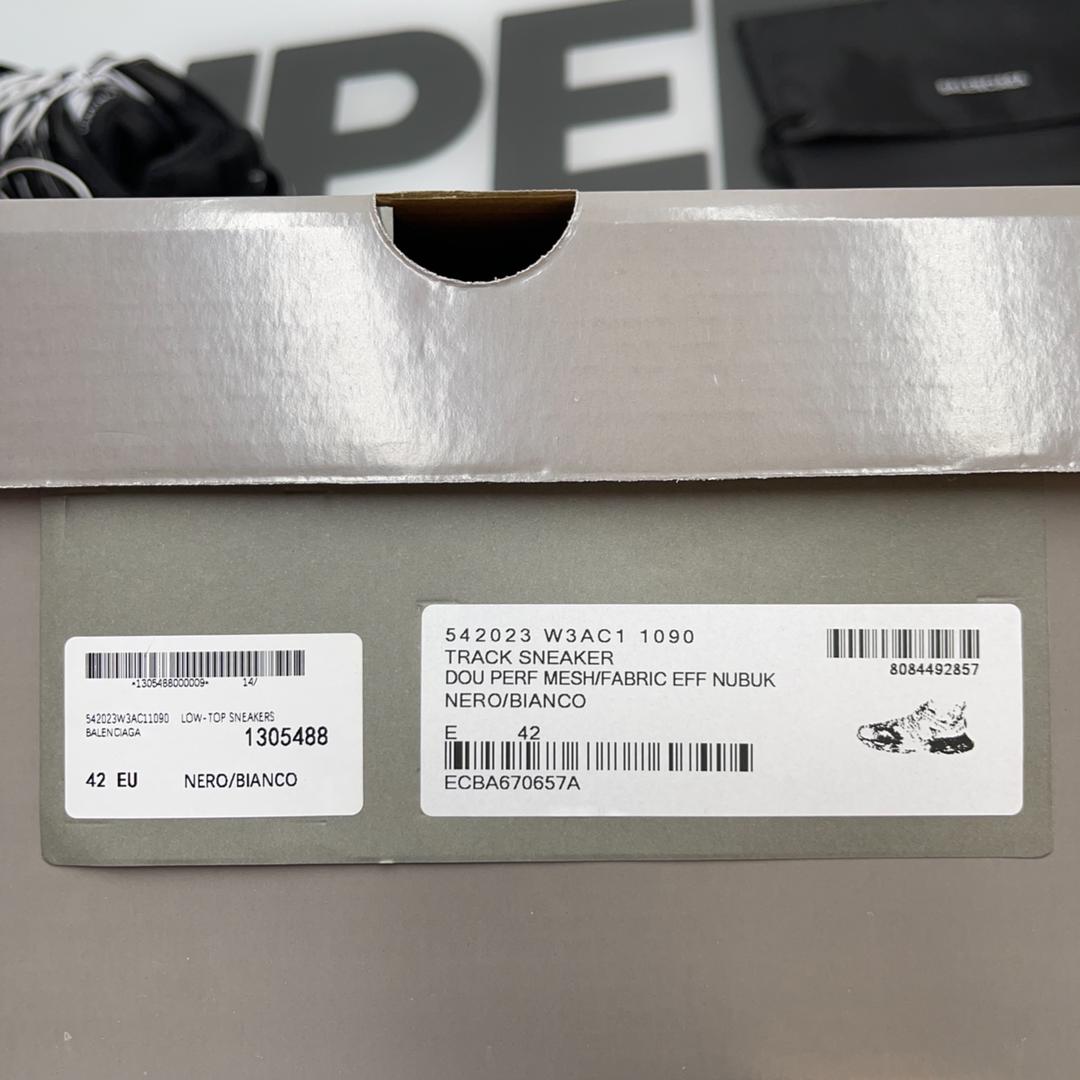 PE
*1305488000009* 14/
542023W3AC11090 LOW-TOP SNEAKERS
BALENCIAGA
1305488
42 EU NERO/BIANCO
542023 W3AC1 1090
TRACK SNEAKER
DOU PERF MESH/FABRIC EFF NUBUK
NERO/BIANCO
E 42
ECBA670657A
8084492857